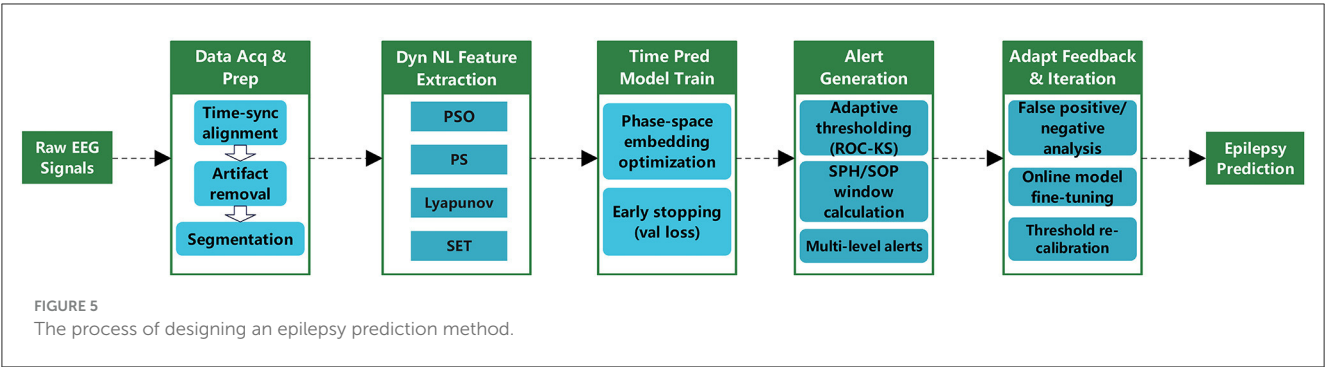 Raw EEG
Signals
Data Acq &
Prep
Time-sync
alignment
Artifact
removal
Segmentation
Dyn NL Feature
Extraction
PSO
PS
Lyapunov
SET
Time Pred
Model Train
Phase-space
embedding
optimization
Early stopping
(val loss)
Alert
Generation
Adaptive
thresholding
(ROC-KS)
SPH/SOP
window
calculation
Multi-level alerts
Adapt Feedback
& Iteration
False positive/
negative
analysis
Online model
fine-tuning
Threshold re-
calibration
Epilepsy
Prediction
FIGURE 5
The process of designing an epilepsy prediction method.